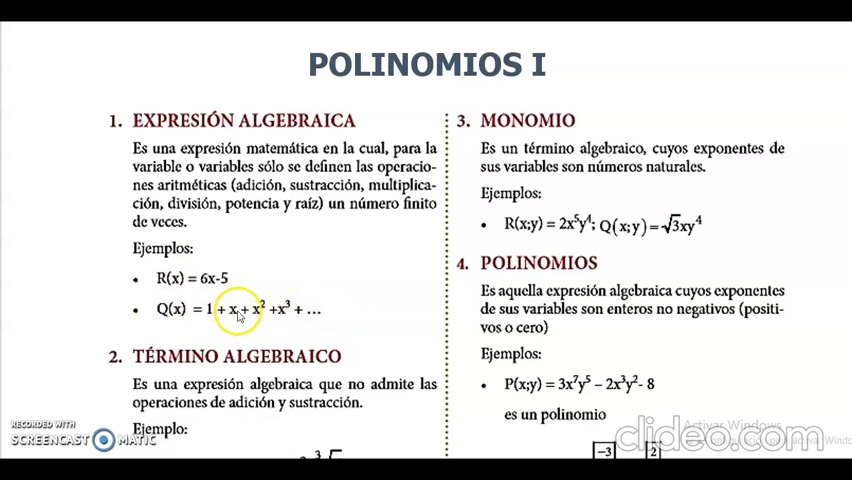 POLINOMIOS I
1. EXPRESIÓN ALGEBRAICA
Es una expresión matemática en la cual, para la
variable o variables sólo se definen las operacio-
nes aritméticas (adición, sustracción, multiplica-
ción, división, potencia y raíz) un número finito
de veces.
Ejemplos:
• R(x) = 6x-5
• Q(x) = 1 + x + x² +x³ + ...
2. TÉRMINO ALGEBRAICO
Es una expresión algebraica que no admite las
operaciones de adición y sustracción.
Ejemplo:
3. MONOMIO
Es un término algebraico, cuyos exponentes de
sus variables son números naturales.
Ejemplos:
• R(x;y) = 2x⁵y⁴; Q(x;y) = √3xy⁴
4. POLINOMIOS
Es aquella expresión algebraica cuyos exponentes
de sus variables son enteros no negativos (positi-
vos o cero)
Ejemplos:
• P(x;y) = 3x⁷y⁵ – 2x³y² - 8
es un polinomio
-3 2
RECORDED WITH
SCREENCAST MATIC
Activar Windows
clideo.com